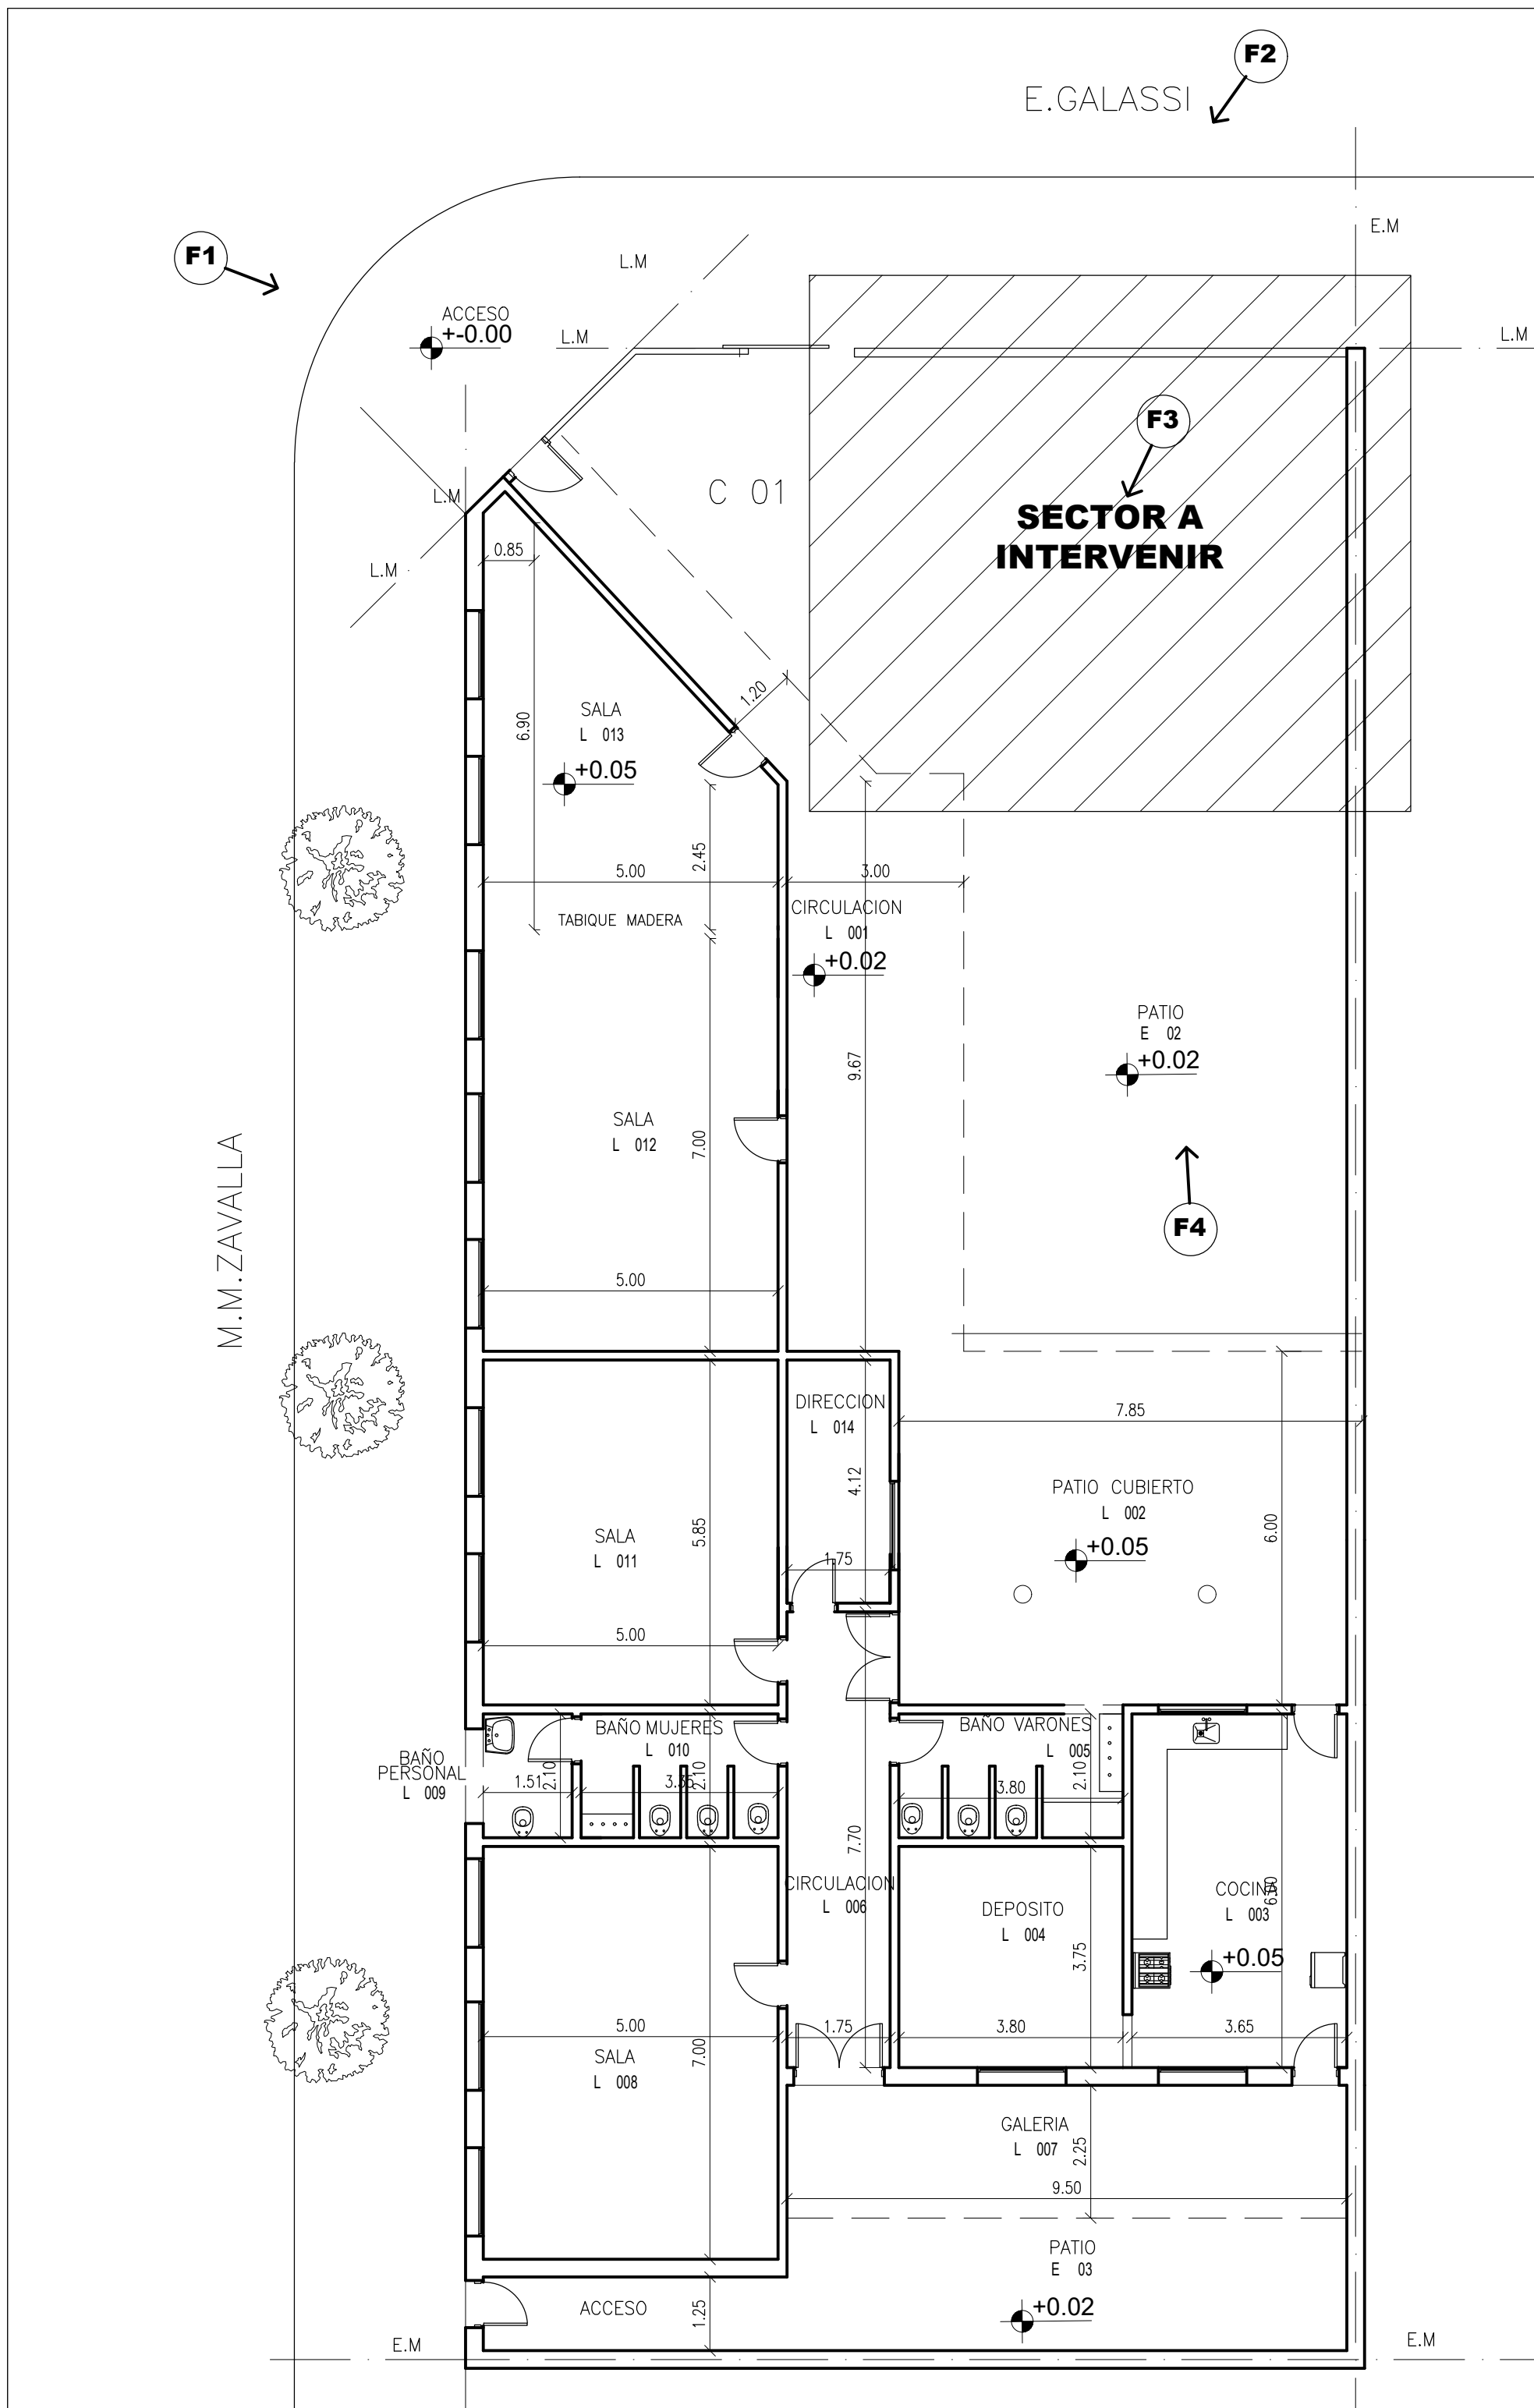 F2
E.GALASSI
E.M
F1
L.M
ACCESO
+-0.00
L.M
L.M
F3
C 01
L.M
SECTOR A
INTERVENIR
0.85
L.M
1.20
SALA
L 013
6.90
+0.05
2.45
5.00
3.00
TABIQUE MADERA
CIRCULACION
L 001
+0.02
PATIO
E 02
+0.02
9.67
SALA
L 012
7.00
M.M.ZAVALLA
F4
5.00
DIRECCION
L 014
7.85
4.12
PATIO CUBIERTO
L 002
+0.05
6.00
SALA
L 011
5.85
1.75
5.00
BAÑO MUJERES
L 010
BAÑO VARONES
L 005
BAÑO
PERSONAL
L 009
1.51
2.10
3.35
2.10
3.80
2.10
7.70
CIRCULACION
L 006
DEPOSITO
L 004
COCINA
L 003
6.00
3.75
+0.05
5.00
1.75
3.80
3.65
SALA
L 008
7.00
GALERIA
L 007
2.25
9.50
PATIO
E 03
+0.02
ACCESO
1.25
E.M
E.M